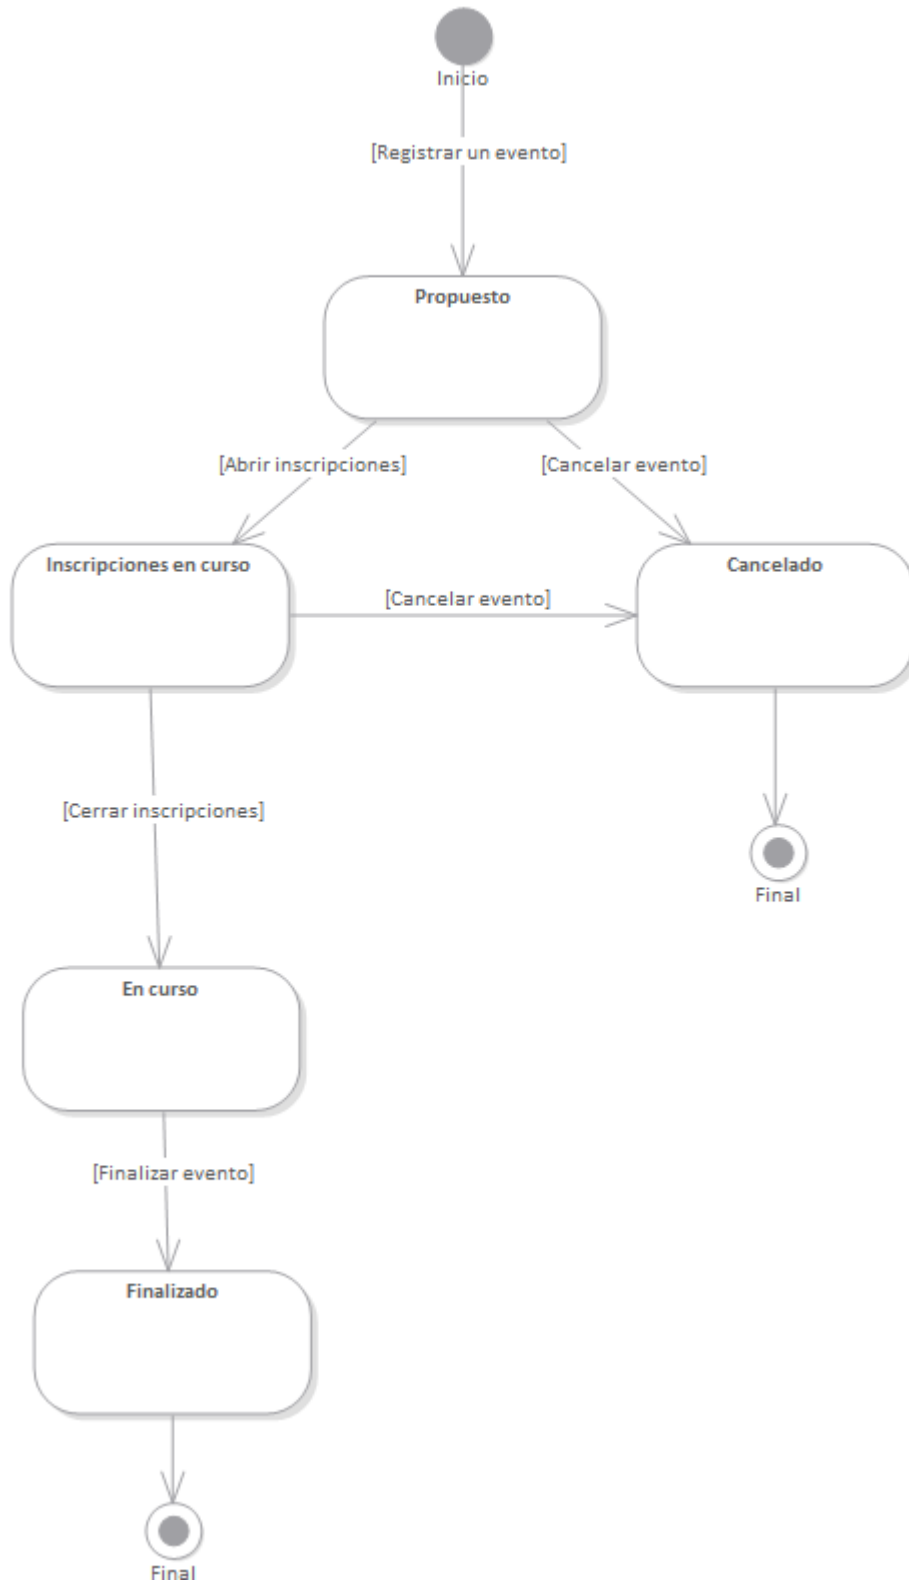 Inicio
[Registrar un evento]
Propuesto
[Abrir inscripciones]
[Cancelar evento]
Inscripciones en curso
Cancelado
[Cancelar evento]
[Cerrar inscripciones]
Final
En curso
[Finalizar evento]
Finalizado
Final